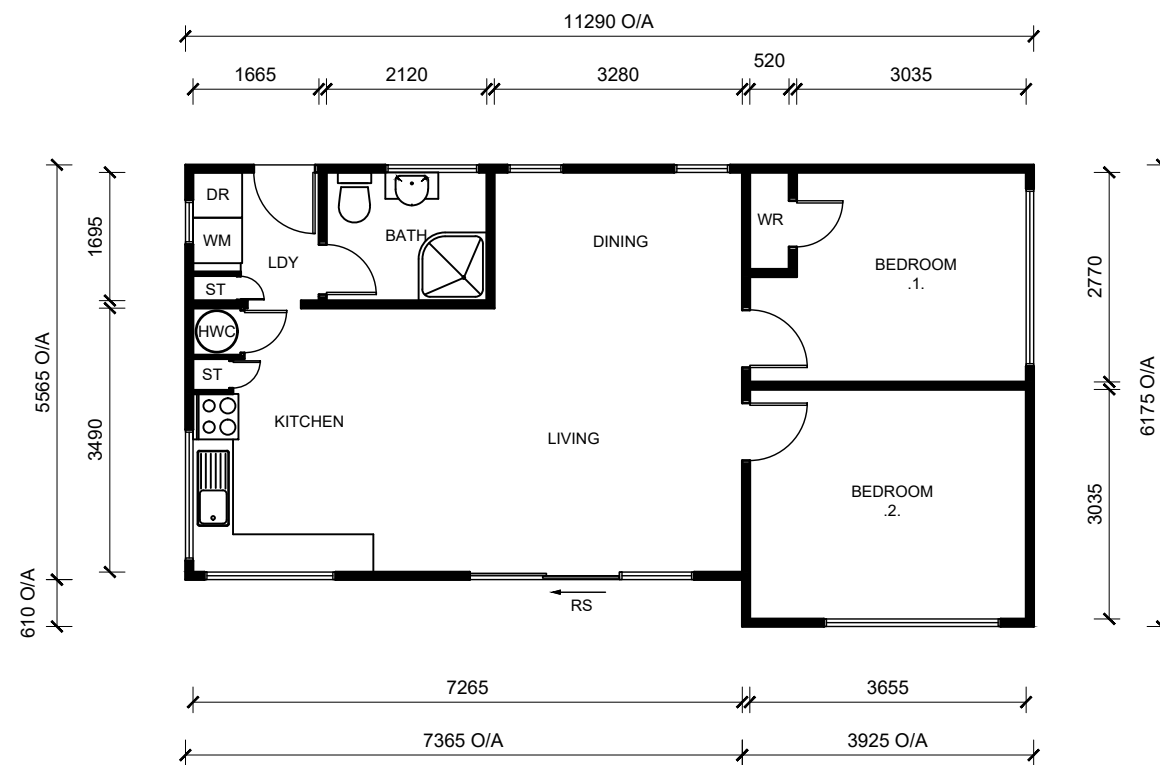 11290 O/A
520
1665
2120
3280
3035
DR
WM
LDY
BATH
DINING
WR
BEDROOM
.1.
ST
HWC
ST
KITCHEN
LIVING
BEDROOM
.2.
RS
1695
3490
5565 O/A
610 O/A
2770
3035
6175 O/A
7265
3655
7365 O/A
3925 O/A